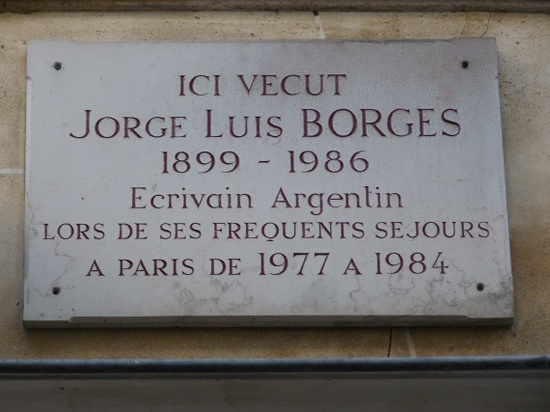 ICI VECUT
JORGE LUIS BORGES
1899 - 1986
Ecrivain Argentin
LORS DE SES FREQUENTS SEJOURS
A PARIS DE 1977 A 1984